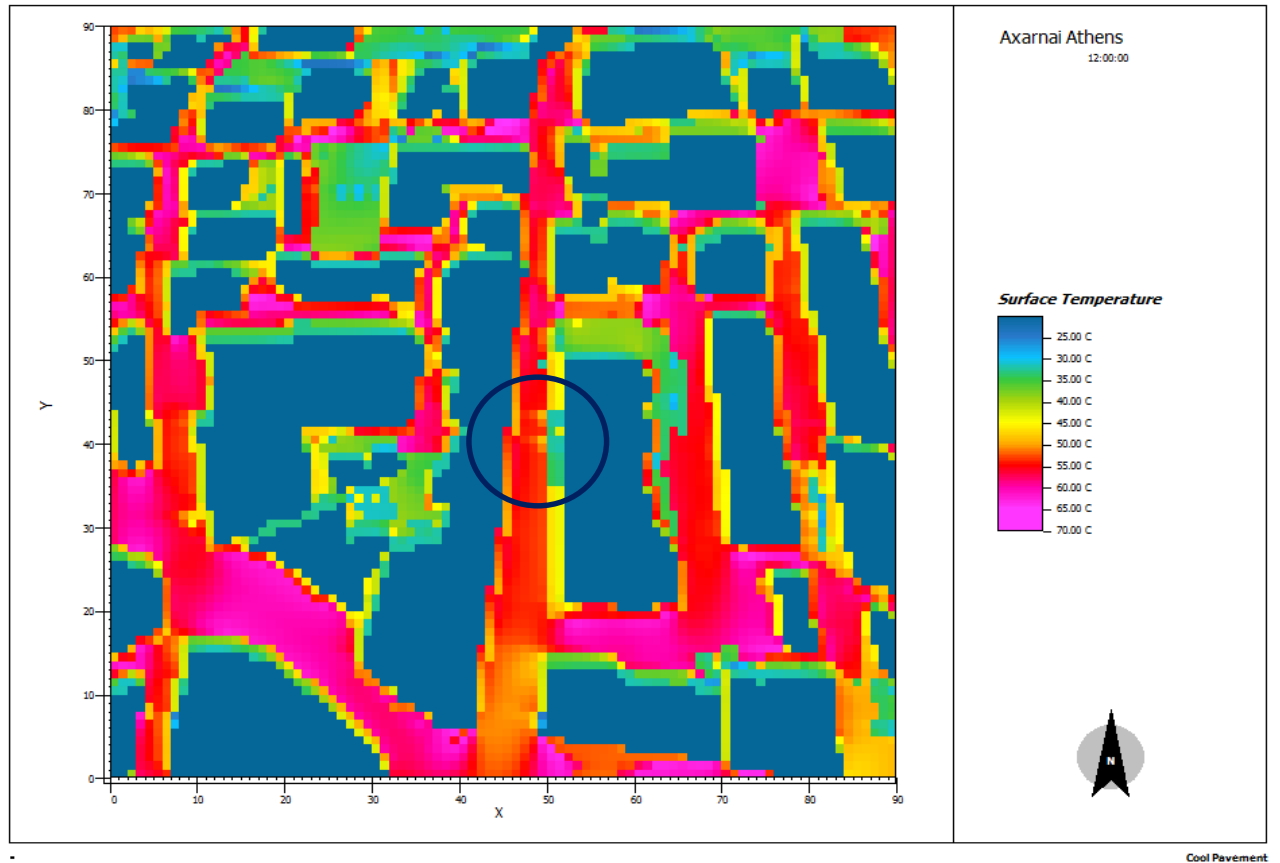 Axarnai Athens
12:00:00
90
80
70
60
50
40
30
20
10
0
Y
0 10 20 30 40 50 60 70 80 90
X
Surface Temperature
25.00 C
30.00 C
35.00 C
40.00 C
45.00 C
50.00 C
55.00 C
60.00 C
65.00 C
70.00 C
N
Cool Pavement